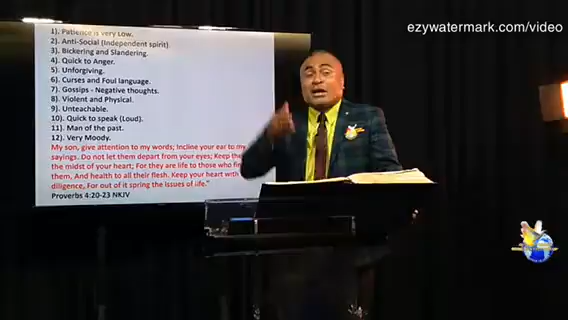 ezywatermark.com/video
1). Patience is very Low.
2). Anti-Social (Independent spirit).
3). Bickering and Slandering.
4). Quick to Anger.
5). Unforgiving.
6). Curses and Foul language.
7). Gossips - Negative thoughts.
8). Violent and Physical.
9). Unteachable.
10). Quick to speak (Loud).
11). Man of the past.
12). Very Moody.
My son, give attention to my words; Incline your ear to my
sayings. Do not let them depart from your eyes; Keep
the midst of your heart; For they are life to those who
them, And health to all their flesh. Keep your heart with
diligence, For out of it spring the issues of life."
Proverbs 4:20-23 NKJV